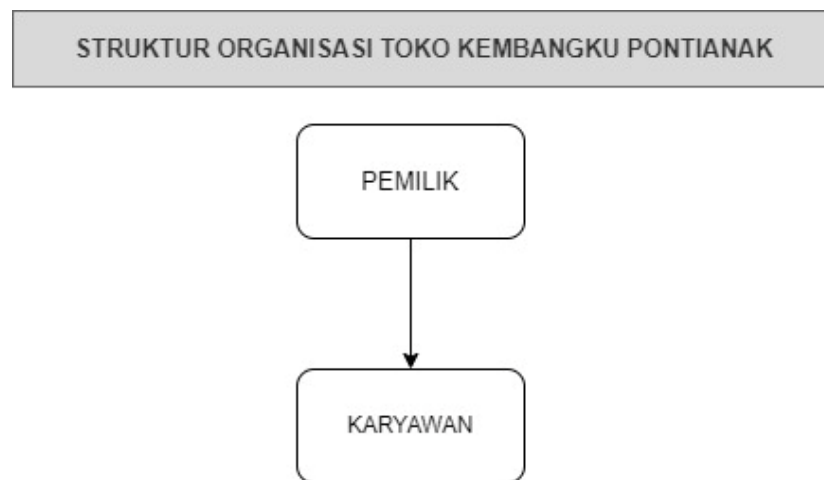 STRUKTUR ORGANISASI TOKO KEMBANGKU PONTIANAK
PEMILIK
KARYAWAN